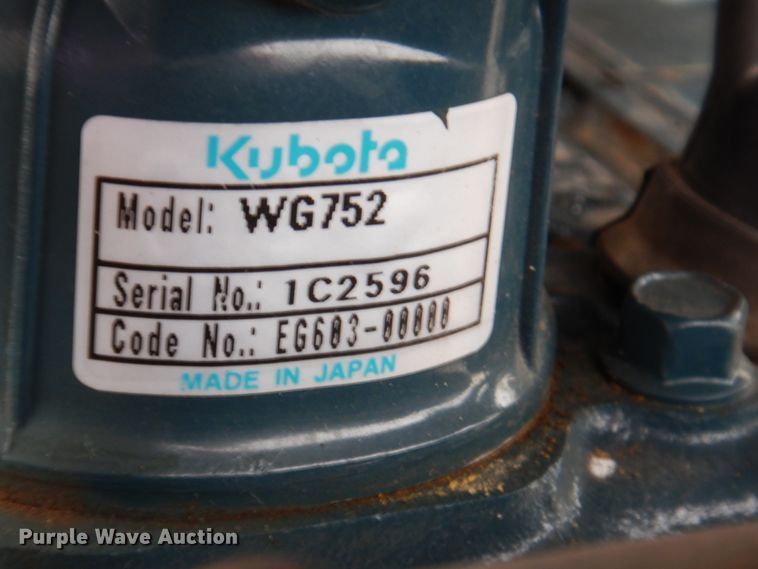 Kubota
Model: WG752
Serial No.: 1C2596
Code No.: EG603-00000
MADE IN JAPAN
Purple Wave Auction